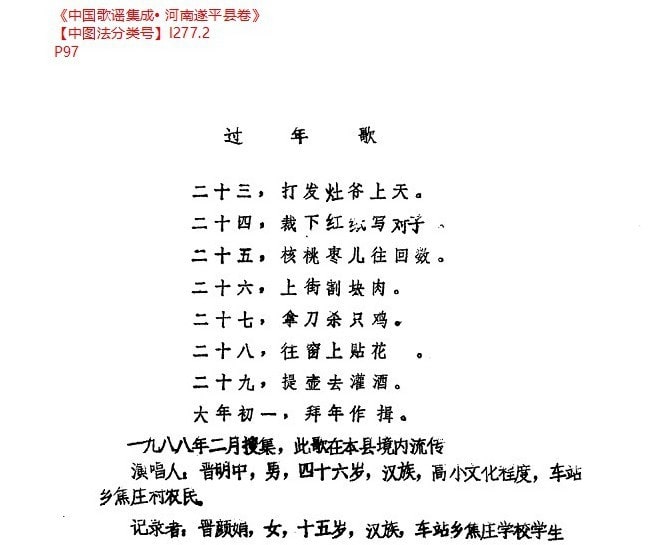 《中国歌谣集成•河南遂平县卷》
【中图法分类号】I277.2
P97
过年歌
二十三，打发灶爷上天。
二十四，裁下红纸写对子、
二十五，核桃枣儿往回敛。
二十六，上街割块肉。
二十七，拿刀杀只鸡。
二十八，往窗上贴花 。
二十九，提壶去灌酒。
大年初一，拜年作揖。
一九八八年二月搜集，此歌在本县境内流传
演唱人：晋明中，男，四十六岁，汉族，高小文化程度，车站
乡焦庄村农民。
记录者：晋颜娟，女，十五岁，汉族，车站乡焦庄学校学生